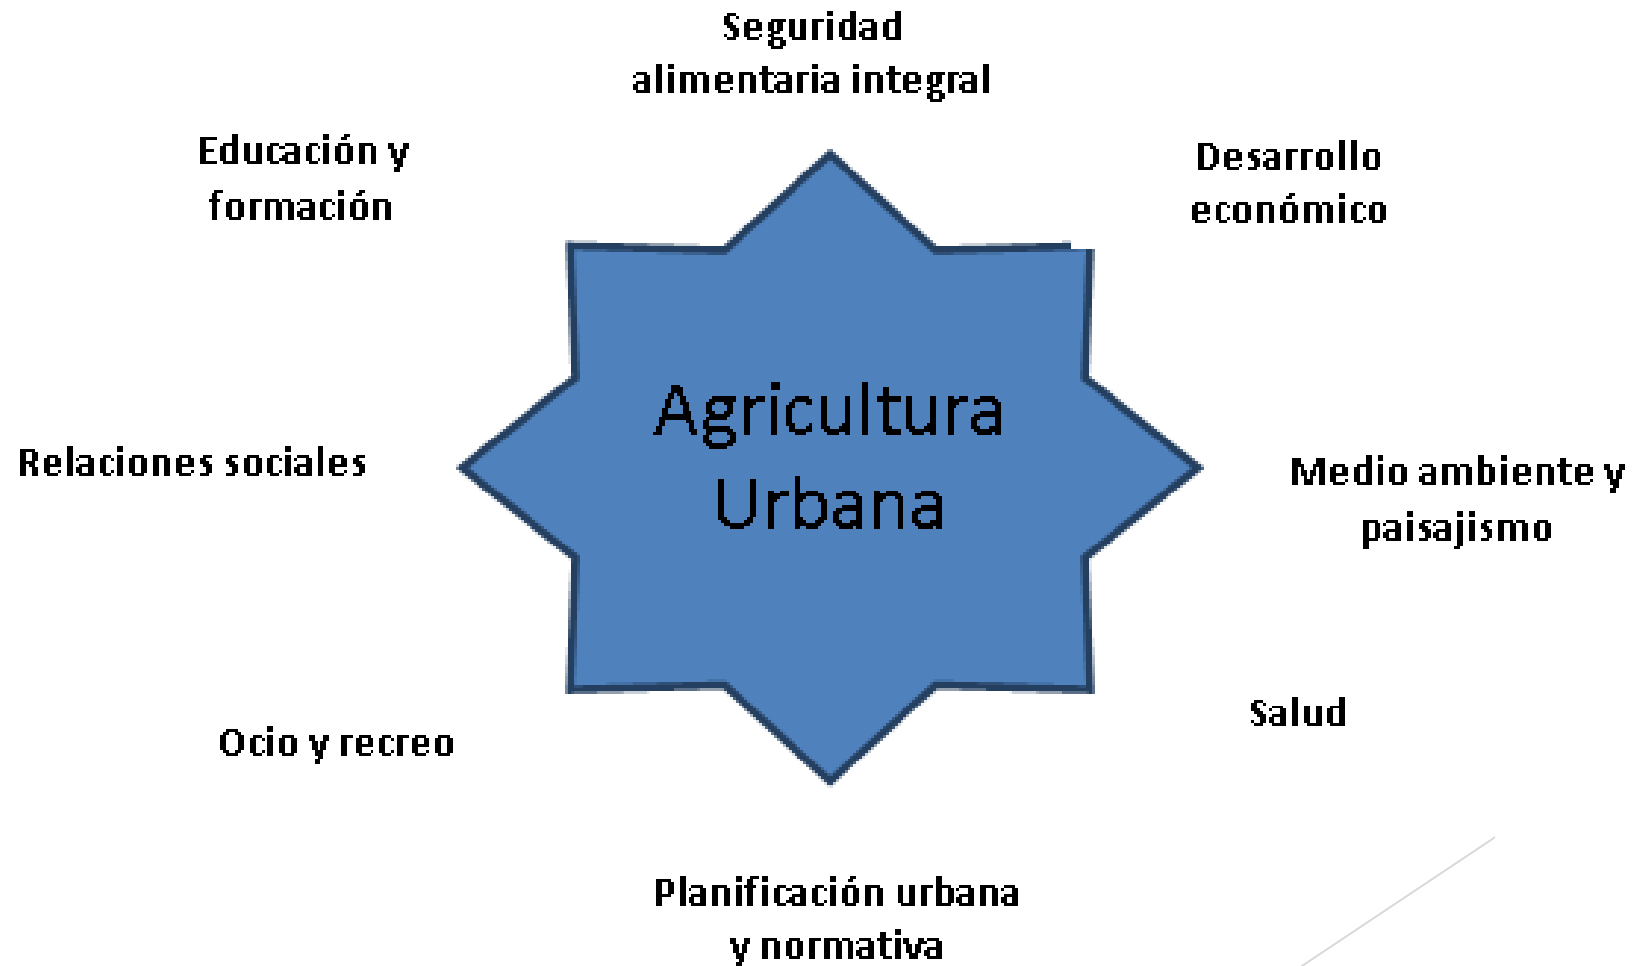 Seguridad
alimentaria integral
Educación y
formación
Desarrollo
económico
Agricultura
Urbana
Relaciones sociales
Medio ambiente y
paisajismo
Ocio y recreo
Salud
Planificación urbana
y normativa